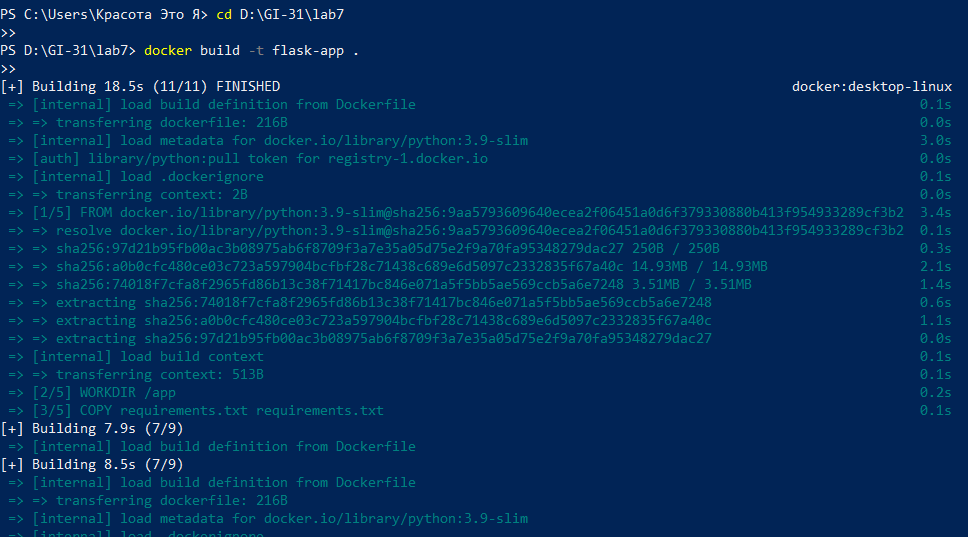 PS C:\Users\Красота Это Я> cd D:\GI-31\lab7
>>
PS D:\GI-31\lab7> docker build -t flask-app .
>>
[+] Building 18.5s (11/11) FINISHED docker:desktop-linux
=> [internal] load build definition from Dockerfile 0.1s
=> => transferring dockerfile: 216B 0.0s
=> [internal] load metadata for docker.io/library/python:3.9-slim 3.0s
=> [auth] library/python:pull token for registry-1.docker.io 0.0s
=> [internal] load .dockerignore 0.1s
=> => transferring context: 2B 0.0s
=> [1/5] FROM docker.io/library/python:3.9-slim@sha256:9aa5793609640ecea2f06451a0d6f379330880b413f954933289cf3b2 3.4s
=> => resolve docker.io/library/python:3.9-slim@sha256:9aa5793609640ecea2f06451a0d6f379330880b413f954933289cf3b2 0.1s
=> => sha256:97d21b95fb00ac3b08975ab6f8709f3a7e35a05d75e2f9a70fa95348279dac27 250B / 250B 0.3s
=> => sha256:a0b0cfc480ce03c723a597904bcfbf28c71438c689e6d5097c2332835f67a40c 14.93MB / 14.93MB 2.1s
=> => sha256:74018f7cfa8f2965fd86b13c38f71417bc846e071a5f5bb5ae569ccb5a6e7248 3.51MB / 3.51MB 1.4s
=> => extracting sha256:74018f7cfa8f2965fd86b13c38f71417bc846e071a5f5bb5ae569ccb5a6e7248 0.6s
=> => extracting sha256:a0b0cfc480ce03c723a597904bcfbf28c71438c689e6d5097c2332835f67a40c 1.1s
=> => extracting sha256:97d21b95fb00ac3b08975ab6f8709f3a7e35a05d75e2f9a70fa95348279dac27 0.0s
=> [internal] load build context 0.1s
=> => transferring context: 513B 0.1s
=> [2/5] WORKDIR /app 0.2s
=> [3/5] COPY requirements.txt requirements.txt 0.1s
[+] Building 7.9s (7/9)
=> [internal] load build definition from Dockerfile
[+] Building 8.5s (7/9)
=> [internal] load build definition from Dockerfile
=> => transferring dockerfile: 216B
=> [internal] load metadata for docker.io/library/python:3.9-slim
=> [internal] load .dockerignore